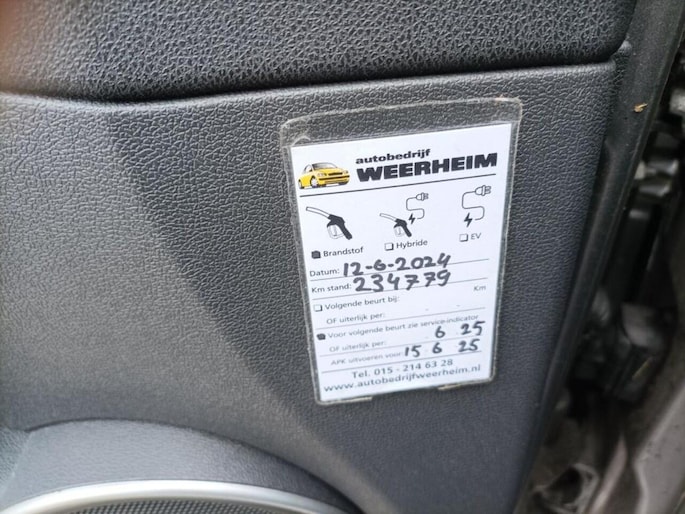 autobedrijf
WEERHEIM
Brandstof
Hybride
EV
Datum: 12-6-2024
Km stand: 234779
Volgende beurt bij: Km
OF uiterlijk per:
Voor volgende beurt zie service-indicator
OF uiterlijk per: 6 25
APK uitvoeren voor: 15 6 25
Tel. 015 - 214 63 28
www.autobedrijfweerheim.nl